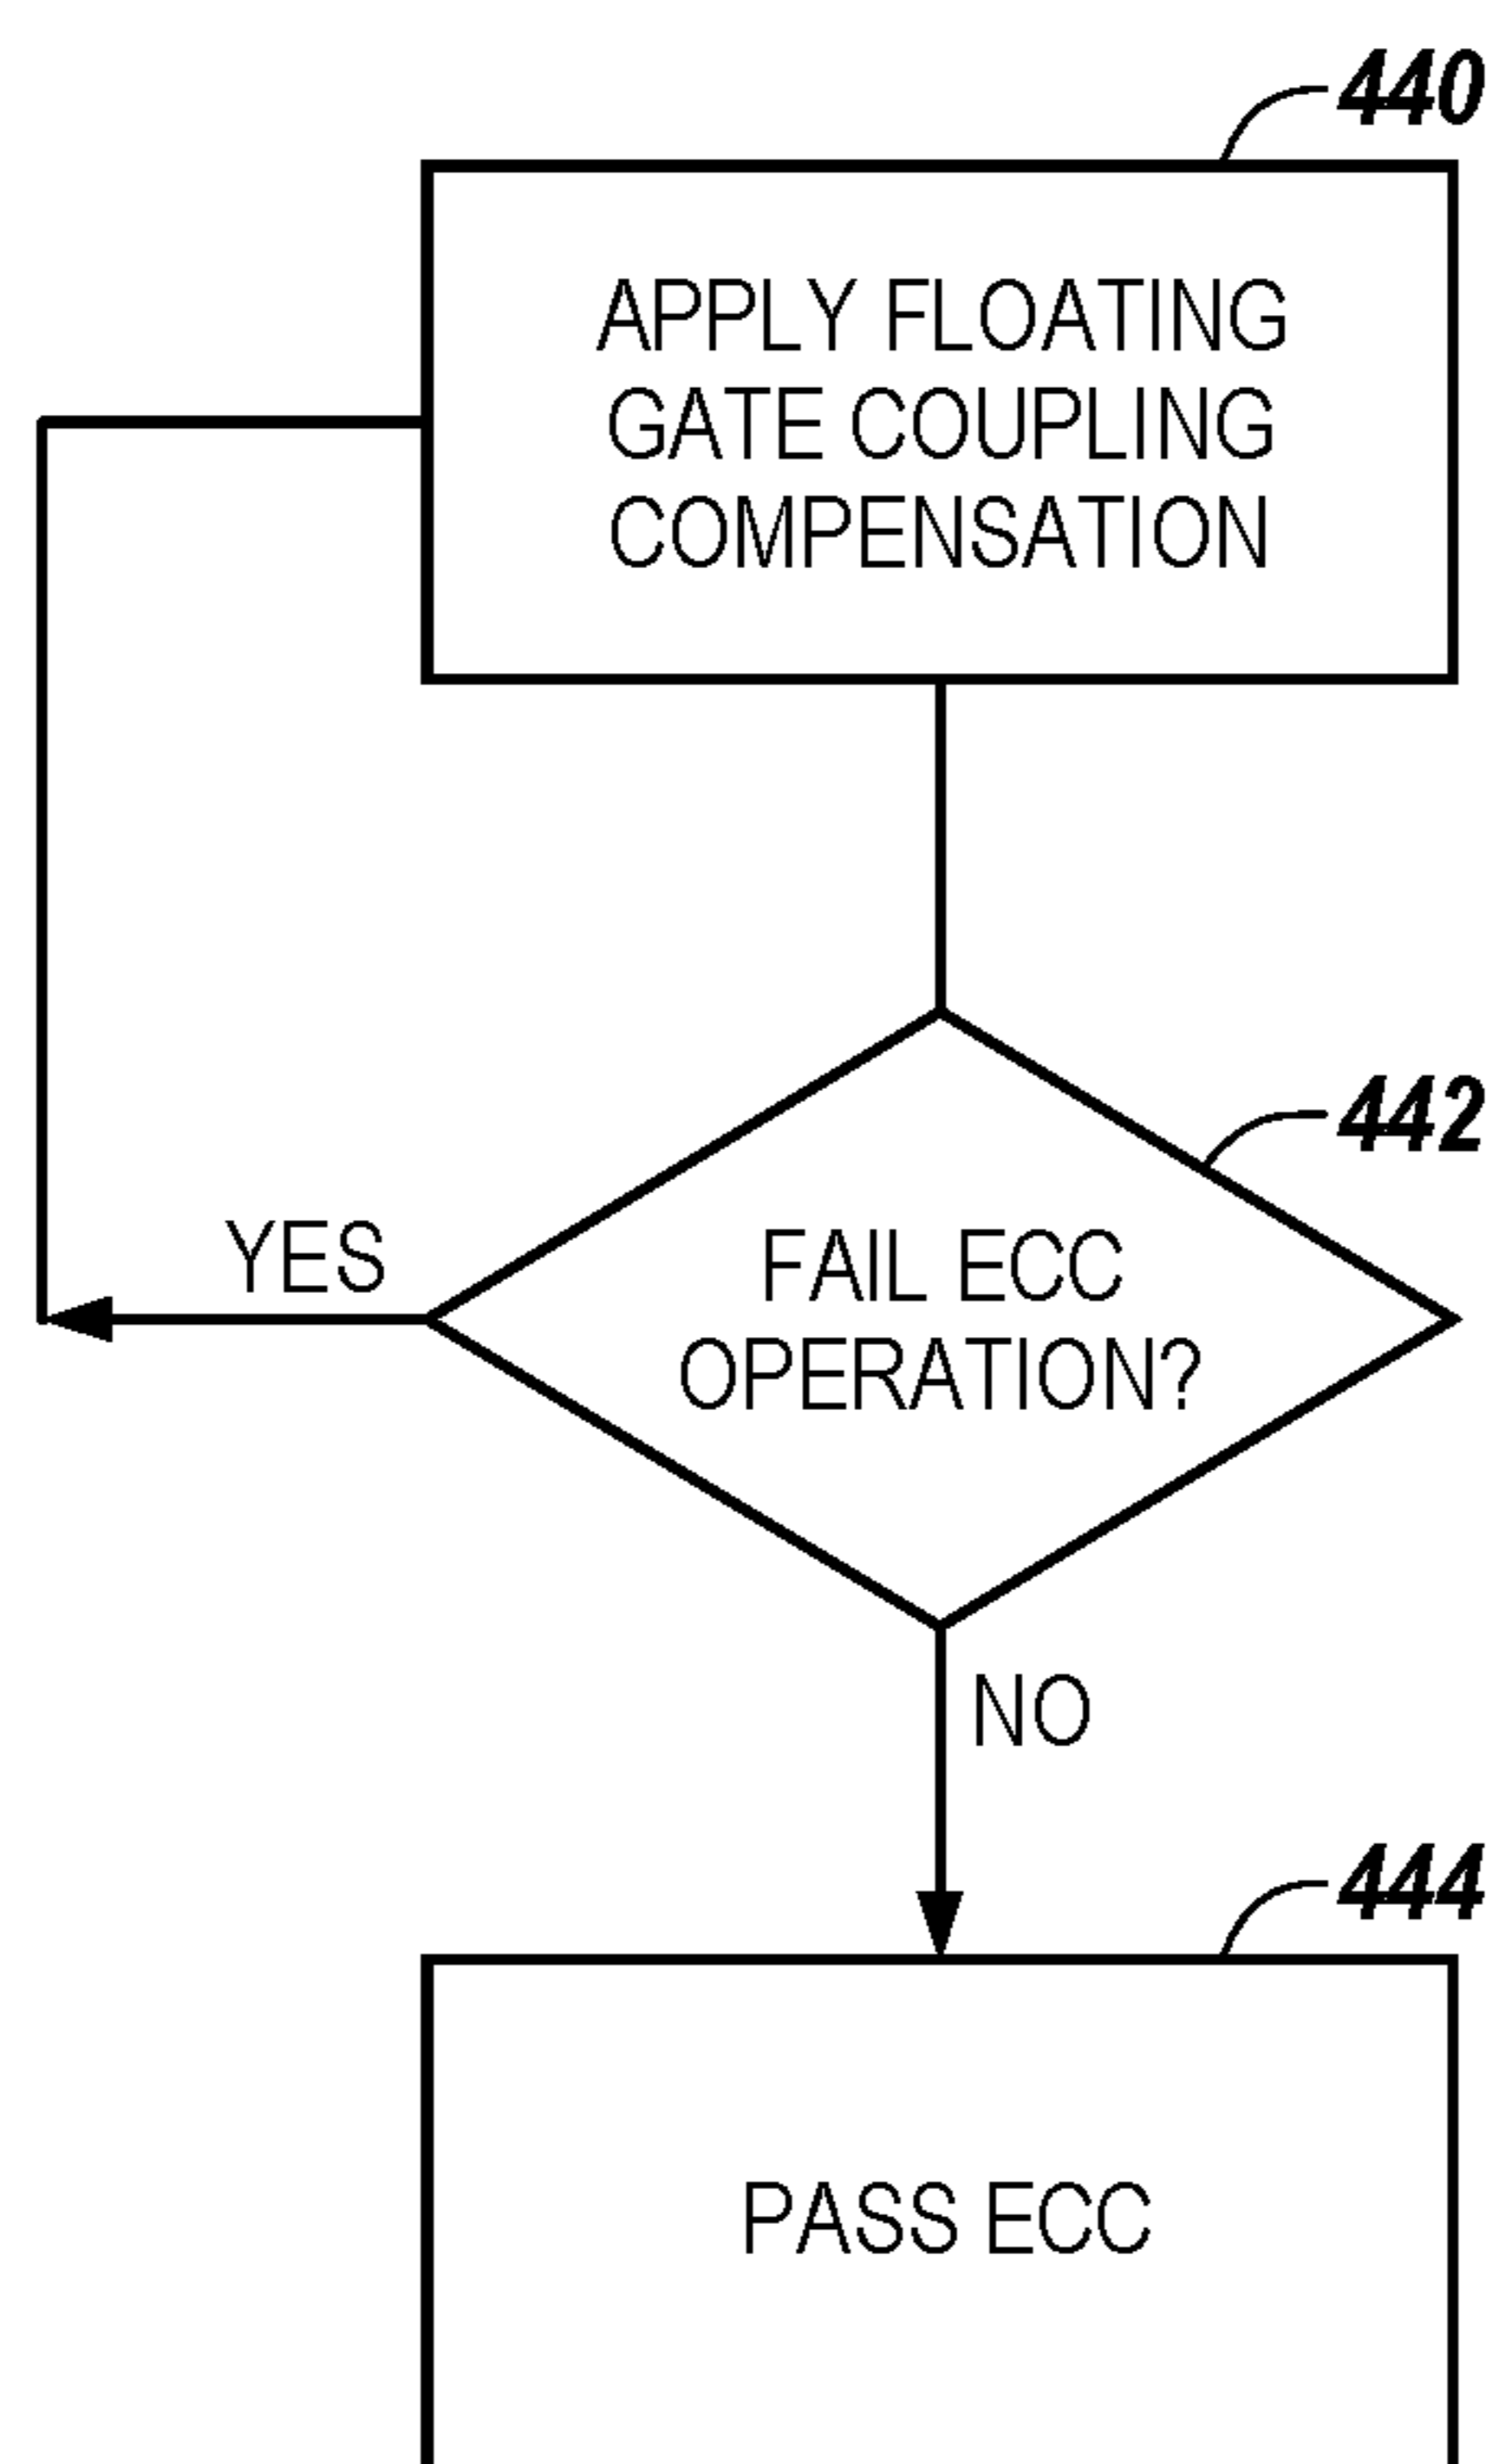 440
APPLY FLOATING
GATE COUPLING
COMPENSATION
442
YES
FAIL ECC
OPERATION?
NO
444
PASS ECC